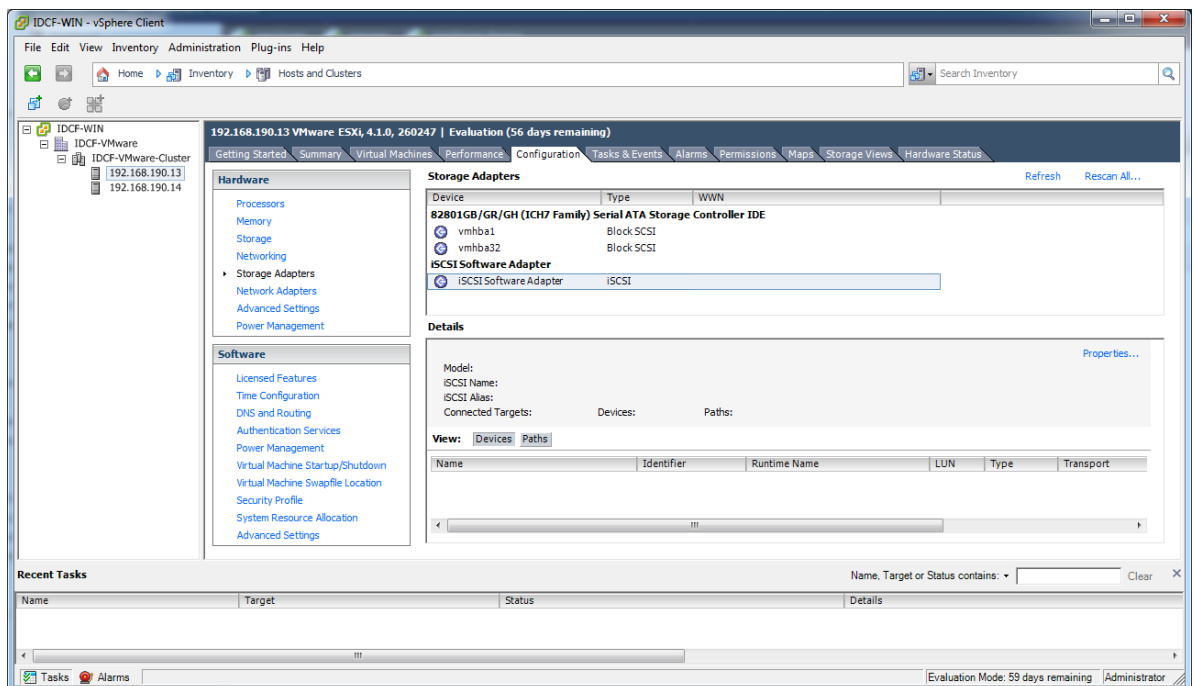 IDCF-WIN - vSphere Client
File Edit View Inventory Administration Plug-ins Help
Home Inventory Hosts and Clusters Search Inventory
IDCF-WIN
IDCF-VMware
IDCF-VMware-Cluster
192.168.190.13
192.168.190.14
192.168.190.13 VMware ESXi, 4.1.0, 260247 | Evaluation (56 days remaining)
Getting Started Summary Virtual Machines Performance Configuration Tasks & Events Alarms Permissions Maps Storage Views Hardware Status
Hardware
Processors
Memory
Storage
Networking
Storage Adapters
Network Adapters
Advanced Settings
Power Management
Software
Licensed Features
Time Configuration
DNS and Routing
Authentication Services
Power Management
Virtual Machine Startup/Shutdown
Virtual Machine Swapfile Location
Security Profile
System Resource Allocation
Advanced Settings
Storage Adapters Refresh Rescan All...
Device Type WWN
82801GB/GR/GH (ICH7 Family) Serial ATA Storage Controller IDE
vmhba1 Block SCSI
vmhba32 Block SCSI
iSCSI Software Adapter
iSCSI Software Adapter iSCSI
Details
Properties...
Model:
iSCSI Name:
iSCSI Alias:
Connected Targets: Devices: Paths:
View: Devices Paths
Name Identifier Runtime Name LUN Type Transport
Recent Tasks Name, Target or Status contains: Clear
Name Target Status Details
Tasks Alarms Evaluation Mode: 59 days remaining Administrator